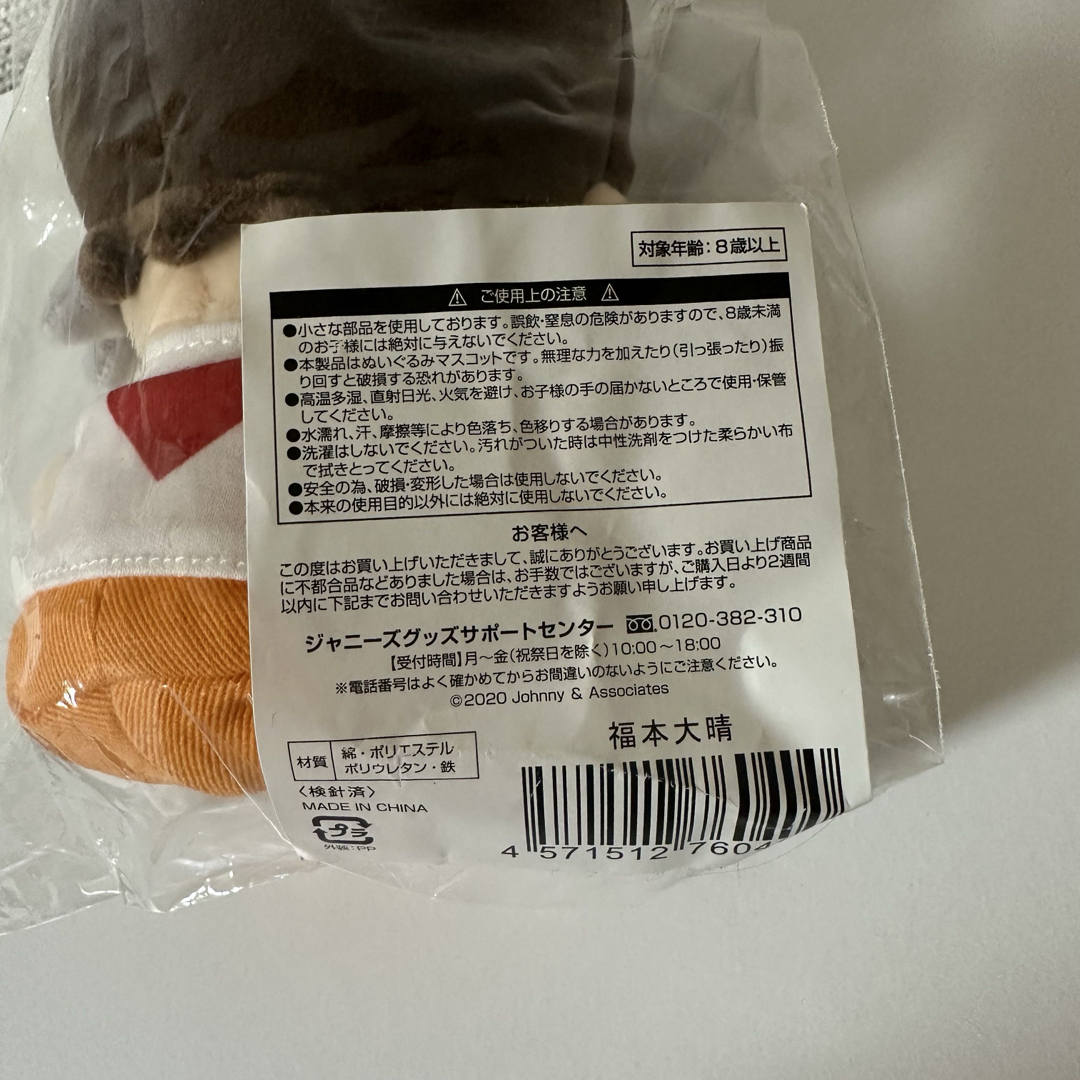 対象年齢：8歳以上
⚠ ご使用上の注意 ⚠
●小さな部品を使用しております。誤飲・窒息の危険がありますので、8歳未満
のお子様には絶対に与えないでください。
●本製品はぬいぐるみマスコットです。無理な力を加えたり(引っ張ったり)振
り回すと破損する恐れがあります。
●高温多湿、直射日光、火気を避け、お子様の手の届かないところで使用・保管
してください。
●水濡れ、汗、摩擦等により色落ち、色移りする場合があります。
●洗濯はしないでください。汚れがついた時は中性洗剤をつけた柔らかい布
で拭きとってください。
●安全の為、破損・変形した場合は使用しないでください。
●本来の使用目的以外には絶対に使用しないでください。
お客様へ
この度はお買い上げいただきまして、誠にありがとうございます。お買い上げ商品
に不都合品などありました場合は、お手数ではございますが、ご購入日より2週間
以内に下記までお問い合わせいただきますようお願い申し上げます。
ジャニーズグッズサポートセンター 0120-382-310
【受付時間】月〜金(祝祭日を除く)10:00〜18:00
※電話番号はよく確かめてからお間違いのないようにご注意ください。
©2020 Johnny & Associates
福本大晴
材質 綿・ポリエステル
ポリウレタン・鉄
〈検針済〉
MADE IN CHINA
プラ
外装：PP
4 571512 7604